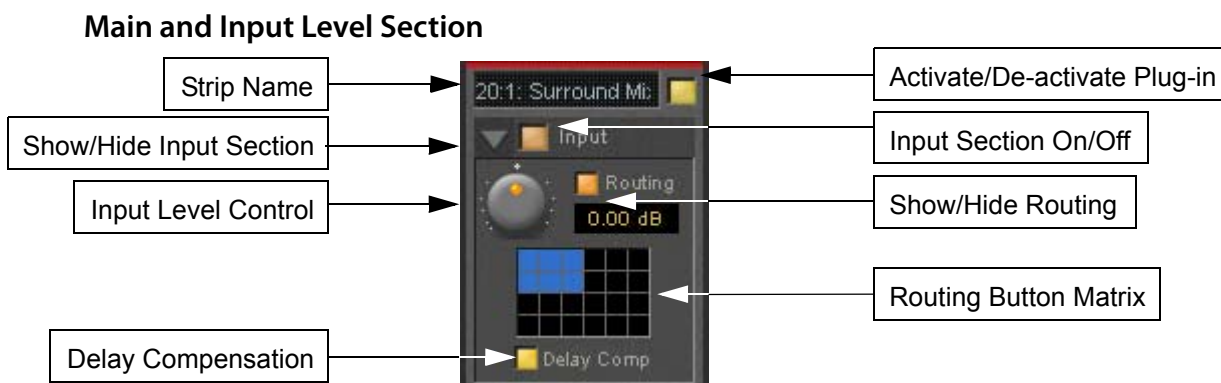 Main and Input Level Section
Strip Name
Show/Hide Input Section
Input Level Control
Delay Compensation
20:1: Surround Mi
Input
Routing
0.00 dB
Delay Comp
Activate/De-activate Plug-in
Input Section On/Off
Show/Hide Routing
Routing Button Matrix